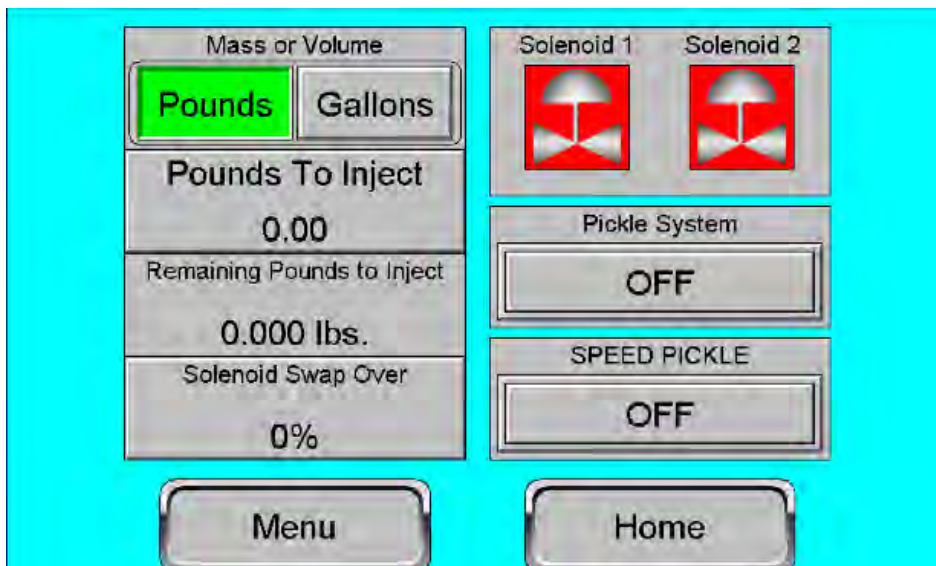 Mass or Volume
Pounds Gallons
Pounds To Inject
0.00
Remaining Pounds to Inject
0.000 lbs.
Solenoid Swap Over
0%
Solenoid 1 Solenoid 2
Pickle System
OFF
SPEED PICKLE
OFF
Menu
Home